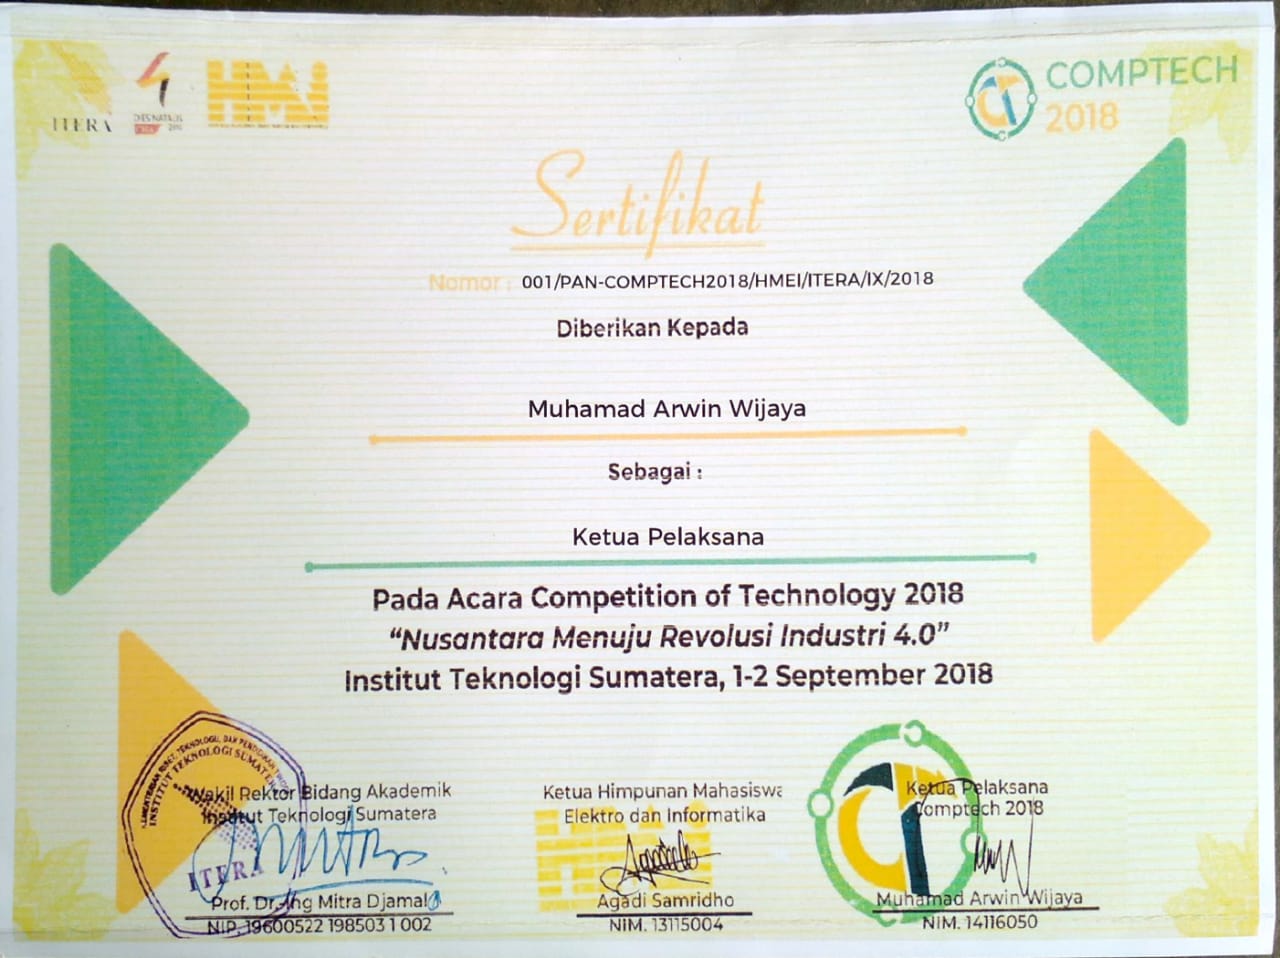 ITERA
DIES NATALIS
HMEI
COMPTECH
2018
Sertifikat
Nomor : 001/PAN-COMPTECH2018/HMEI/ITERA/IX/2018
Diberikan Kepada
Muhamad Arwin Wijaya
Sebagai :
Ketua Pelaksana
Pada Acara Competition of Technology 2018
“Nusantara Menuju Revolusi Industri 4.0”
Institut Teknologi Sumatera, 1-2 September 2018
Wakil Rektor Bidang Akademik
Institut Teknologi Sumatera
INSTITUT TEKNOLOGI SUMATERA
ITERA
Prof. Dr.-Ing Mitra Djamal
NIP. 19600522 198503 1 002
Ketua Himpunan Mahasiswa
Elektro dan Informatika
Agadi Samridho
NIM. 13115004
Ketua Pelaksana
Comptech 2018
Muhamad Arwin Wijaya
NIM. 14116050